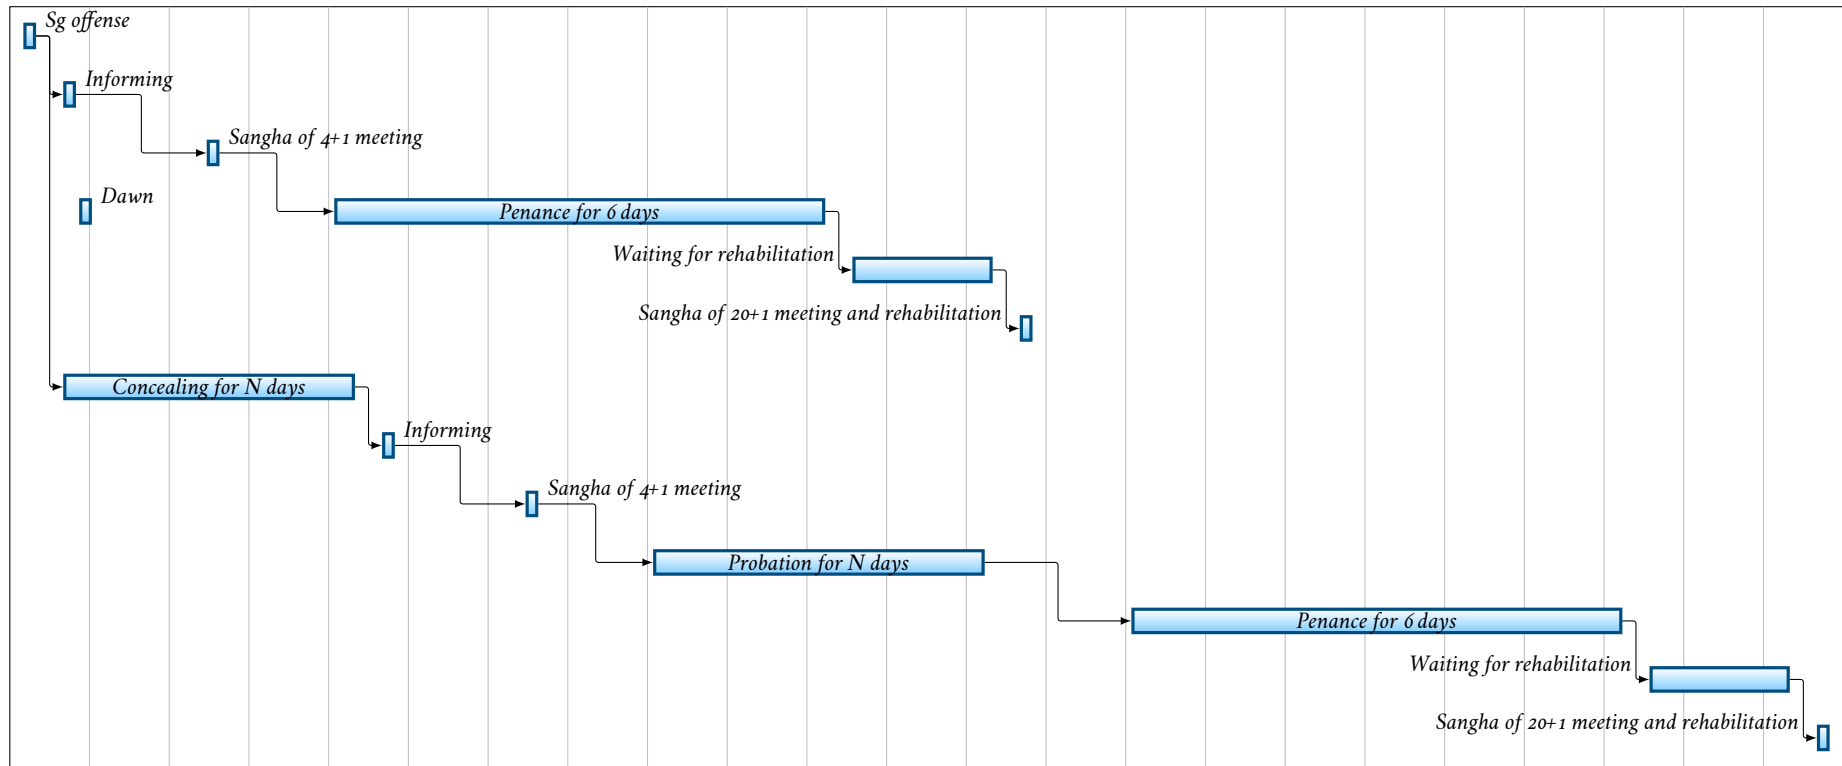 Sg offense
Informing
Sangha of 4+1 meeting
Dawn
Penance for 6 days
Waiting for rehabilitation
Sangha of 20+1 meeting and rehabilitation
Concealing for N days
Informing
Sangha of 4+1 meeting
Probation for N days
Penance for 6 days
Waiting for rehabilitation
Sangha of 20+1 meeting and rehabilitation